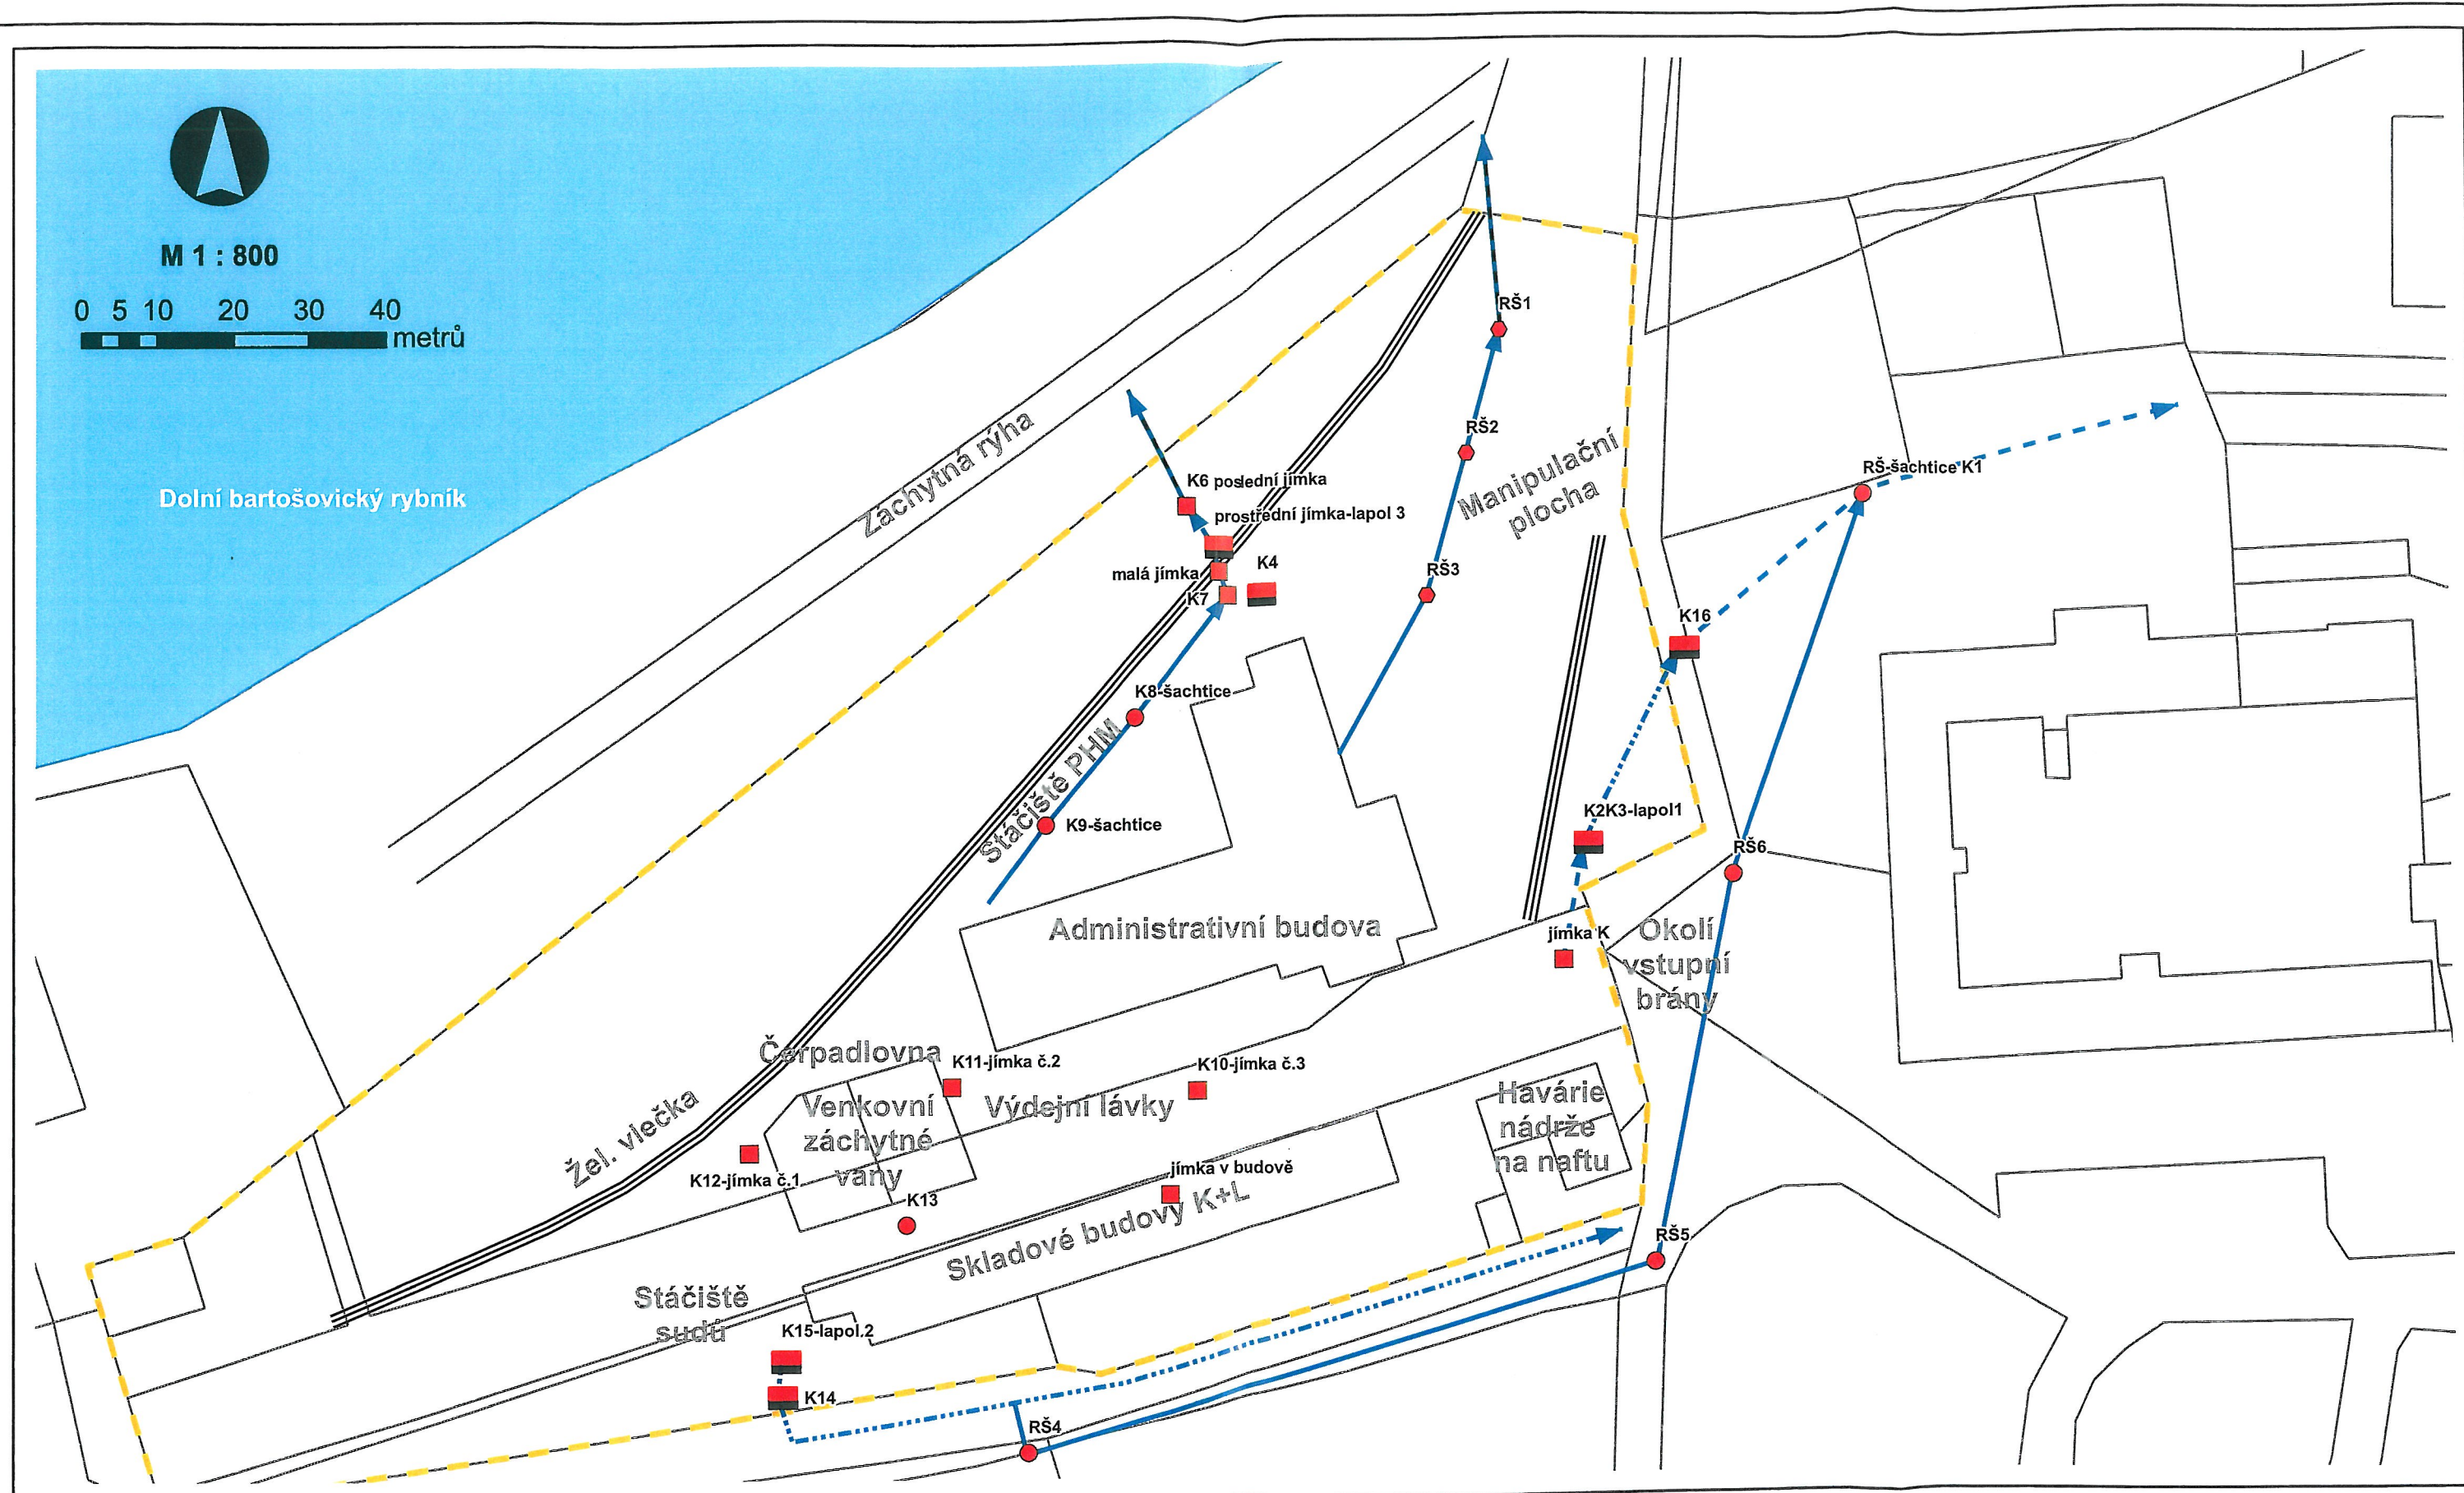 M 1 : 800
0 5 10 20 30 40
metrů
Dolní bartošovický rybník
Záchytná rýha
RŠ1
RŠ2
Manipulační
plocha
RŠ-šachtice K1
K6 poslední jímka
prostřední jímka-lapol 3
malá jímka
K4
K7
RŠ3
K16
K8-šachtice
Stáčiště PHM
K9-šachtice
K2K3-lapol1
RŠ6
Administrativní budova
jímka K
Okolí
vstupní
brány
Čerpadlovna
K11-jímka č.2
K10-jímka č.3
Venkovní
záchytné
vany
Výdejní lávky
Havárie
nádrže
na naftu
Žel. vlečka
K12-jímka č.1
K13
jímka v budově
Skladové budovy K+L
RŠ5
Stáčiště
sudů
K15-lapol.2
K14
RŠ4